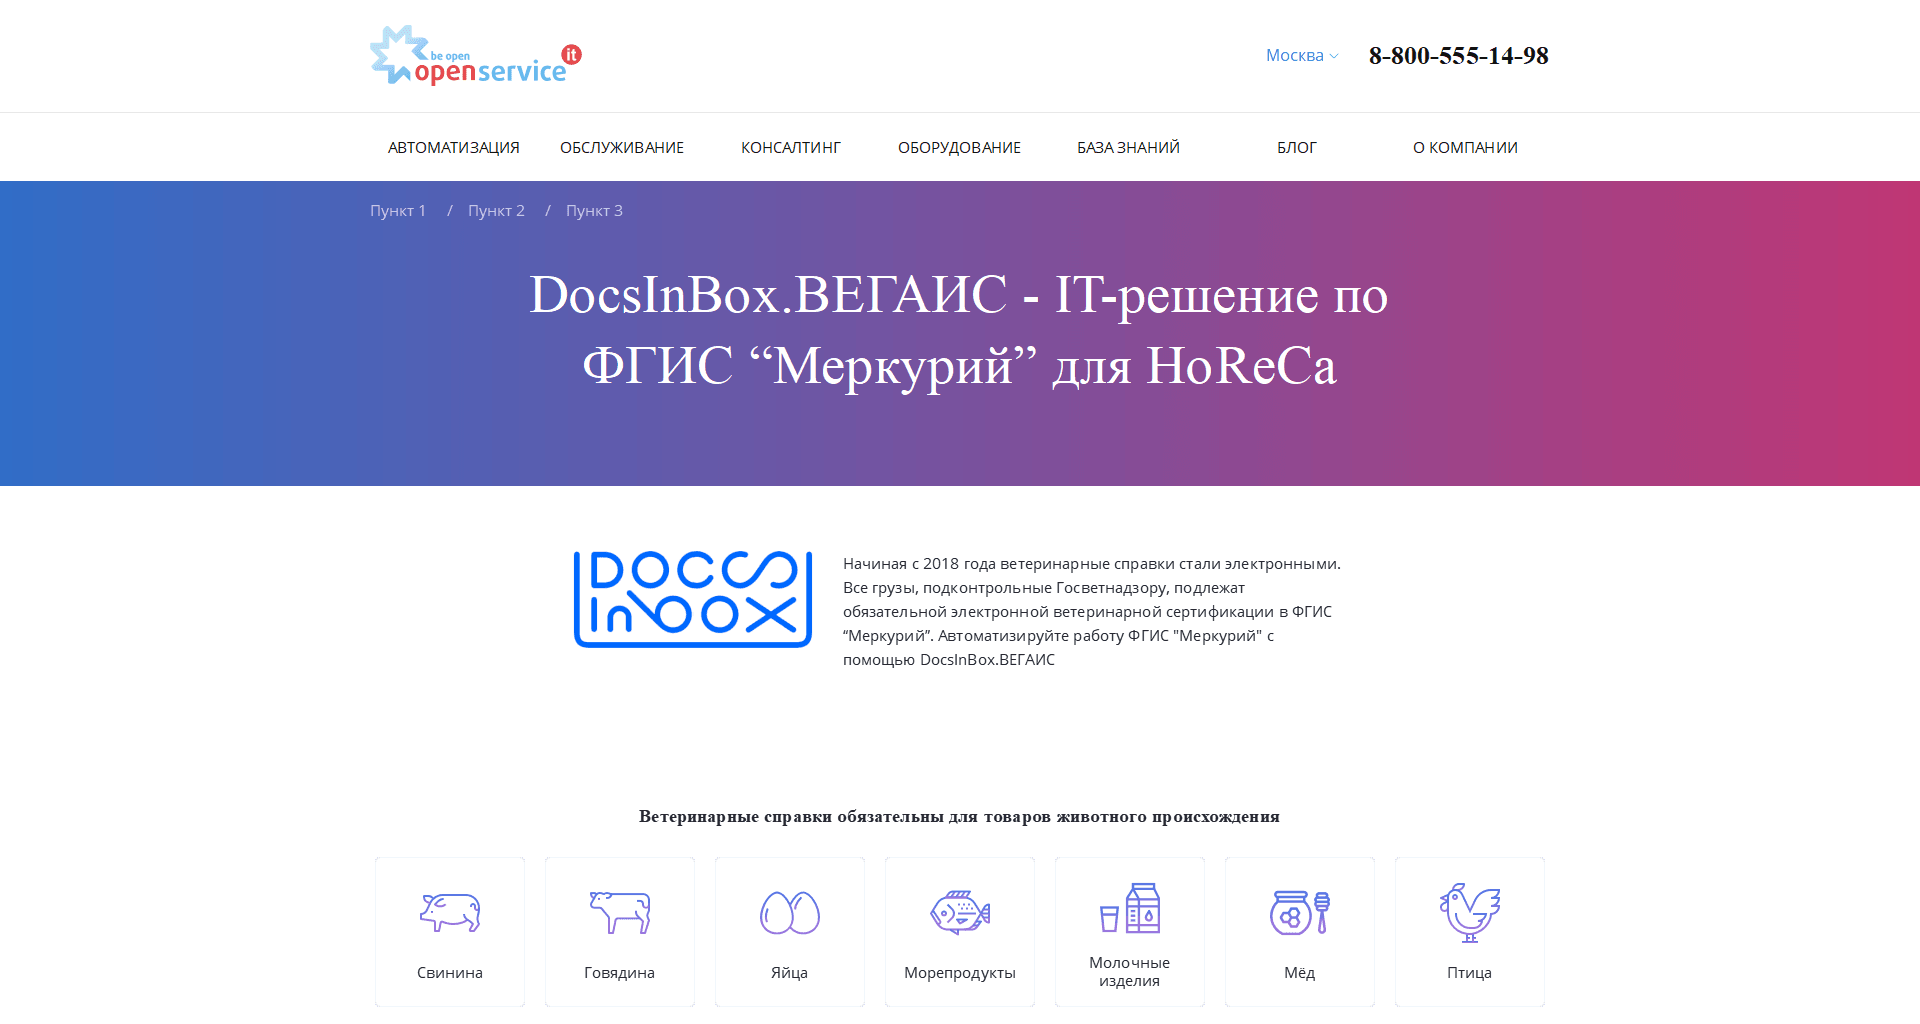 be open
openservice
it
Москва
8-800-555-14-98
АВТОМАТИЗАЦИЯ
ОБСЛУЖИВАНИЕ
КОНСАЛТИНГ
ОБОРУДОВАНИЕ
БАЗА ЗНАНИЙ
БЛОГ
О КОМПАНИИ
Пункт 1 / Пункт 2 / Пункт 3
DocsInBox.ВЕГАИС - IT-решение по
ФГИС “Меркурий” для HoReCa
DOCS
InBOX
Начиная с 2018 года ветеринарные справки стали электронными.
Все грузы, подконтрольные Госветнадзору, подлежат
обязательной электронной ветеринарной сертификации в ФГИС
“Меркурий”. Автоматизируйте работу ФГИС "Меркурий" с
помощью DocsInBox.ВЕГАИС
Ветеринарные справки обязательны для товаров животного происхождения
Свинина
Говядина
Яйца
Морепродукты
Молочные
изделия
Мёд
Птица